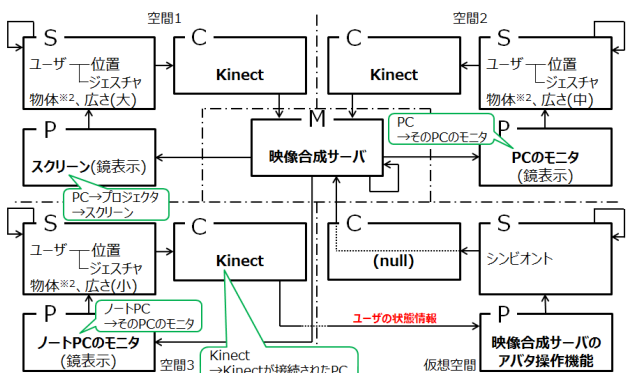 空間1
空間2
S
ユーザ 位置
ジェスチャ
物体※2、広さ(大)
C
Kinect
C
Kinect
S
ユーザ 位置
ジェスチャ
物体※2、広さ(中)
P
スクリーン(鏡表示)
M
映像合成サーバ
PC
→そのPCのモニタ
P
PCのモニタ
(鏡表示)
PC→プロジェクタ
→スクリーン
S
ユーザ 位置
ジェスチャ
物体※2、広さ(小)
C
Kinect
C
(null)
S
シンビオント
P
ノートPC
→そのPCのモニタ
ノートPCのモニタ
(鏡表示)
空間3
Kinect
→Kinectが接続されたPC
ユーザの状態情報
P
映像合成サーバの
アバタ操作機能
仮想空間